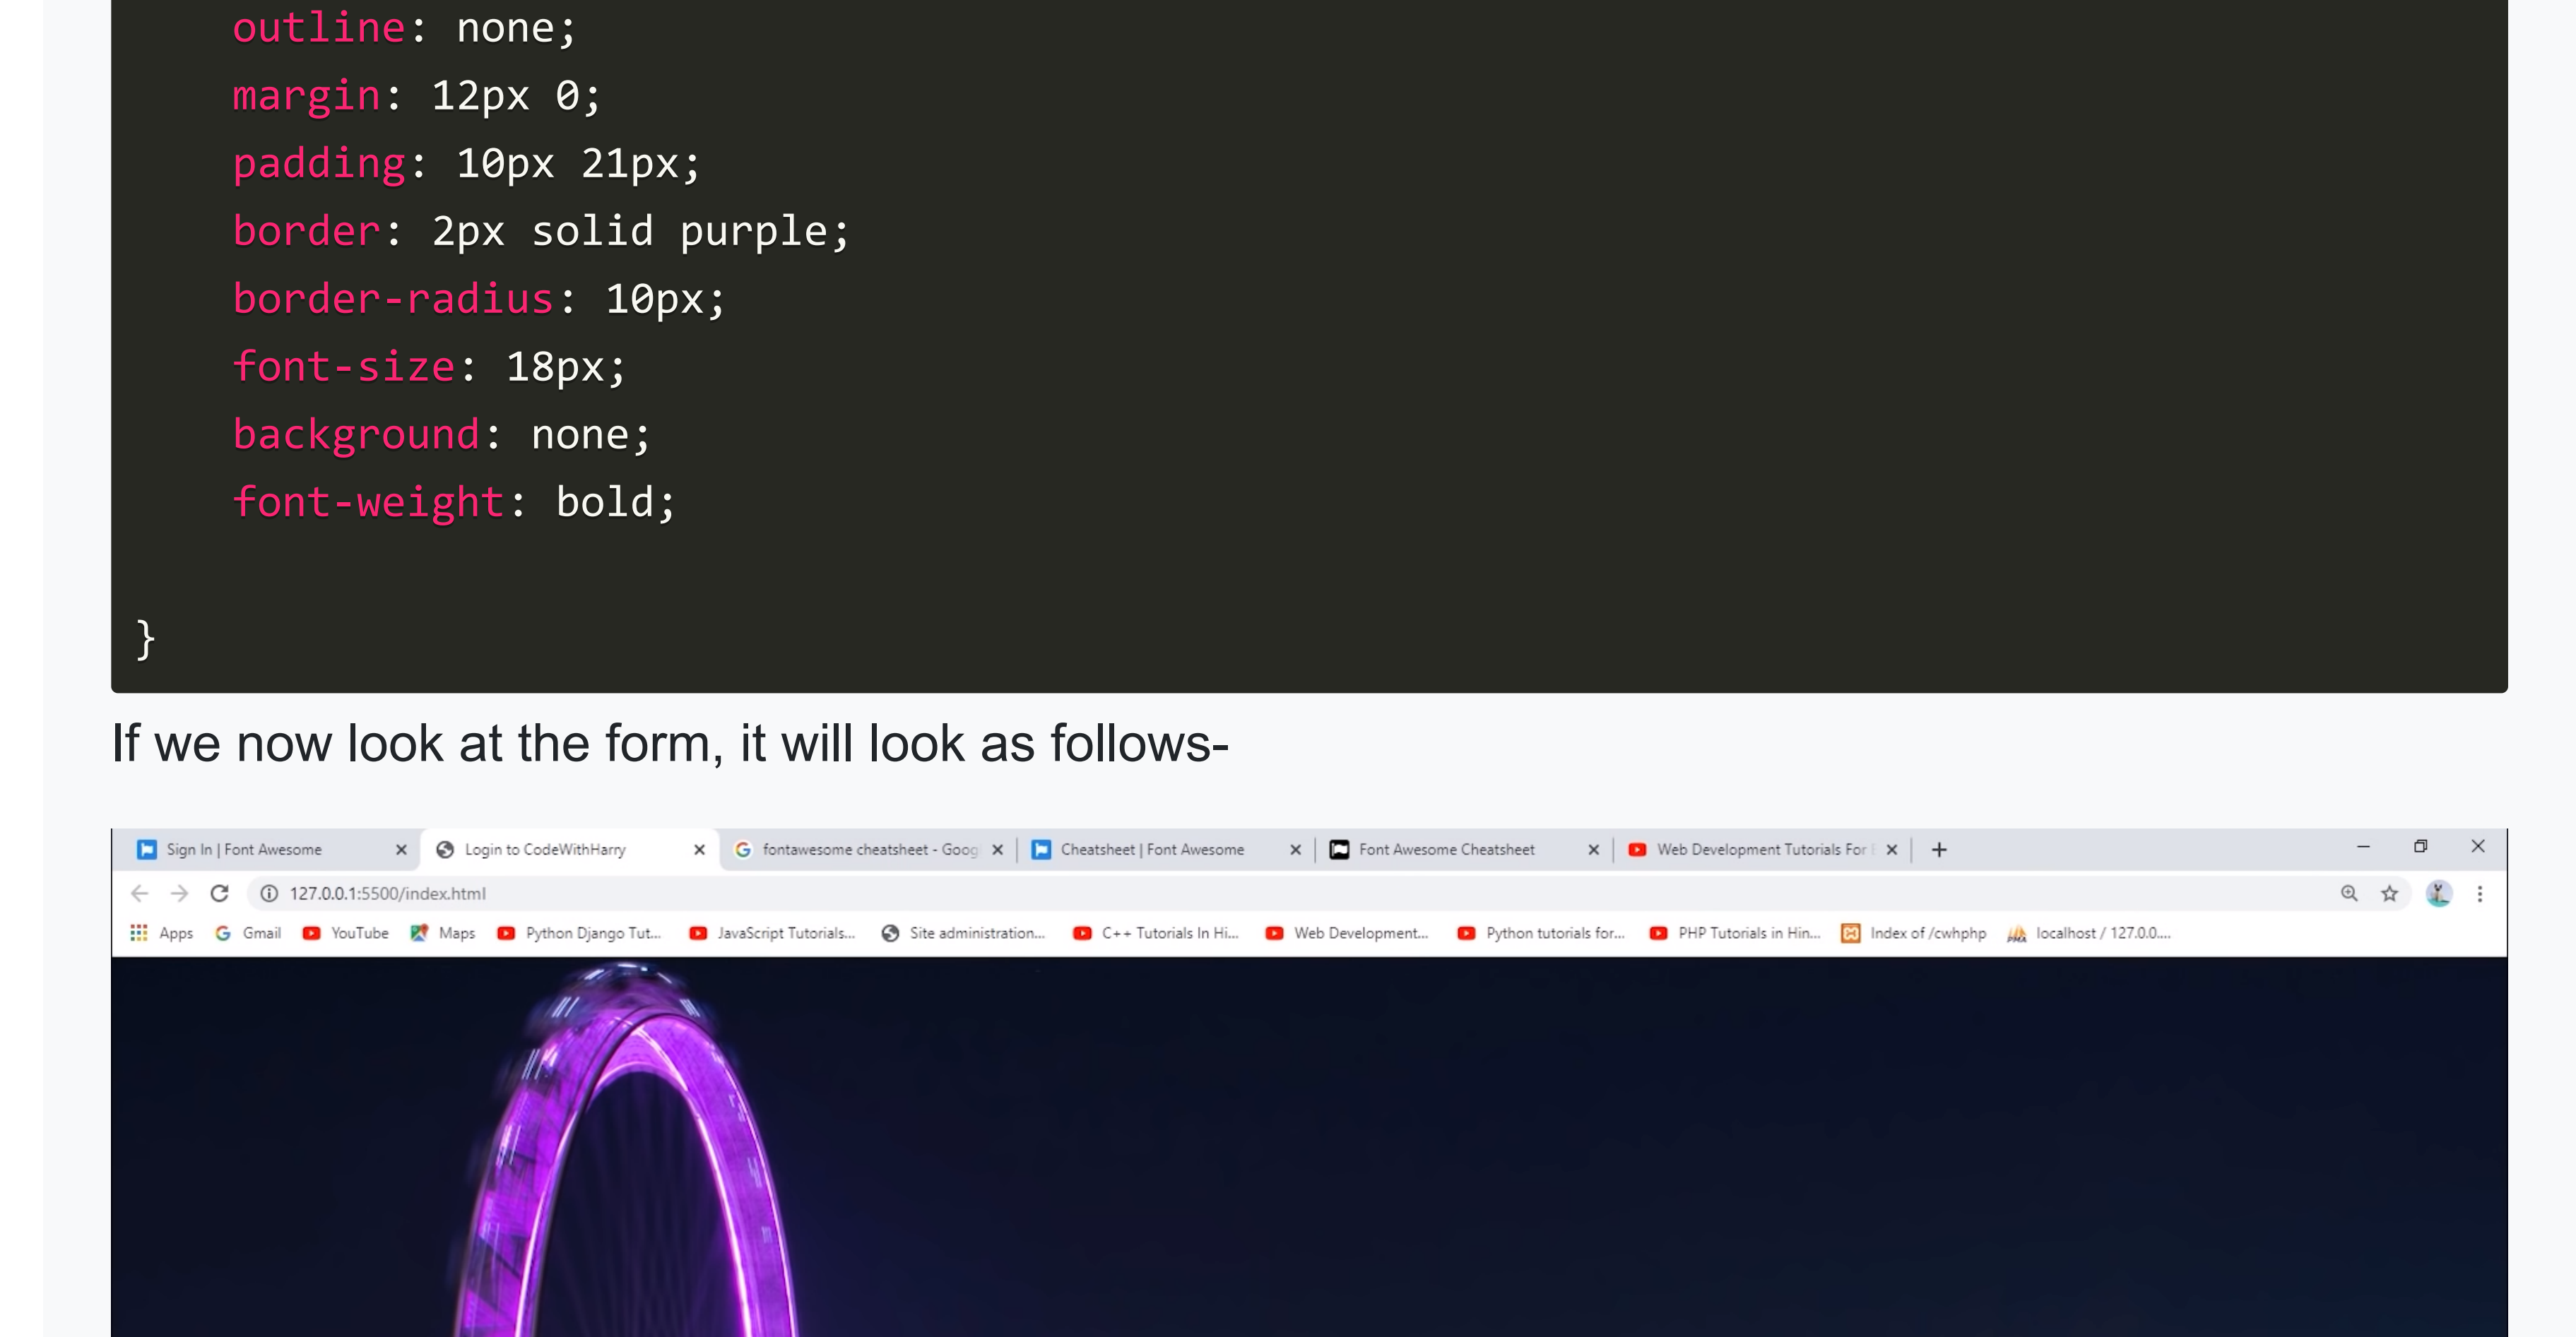 outline: none;
margin: 12px 0;
padding: 10px 21px;
border: 2px solid purple;
border-radius: 10px;
font-size: 18px;
background: none;
font-weight: bold;
}
If we now look at the form, it will look as follows-
Sign In | Font Awesome Login to CodeWithHarry fontawesome cheatsheet - Goog Cheatsheet | Font Awesome Font Awesome Cheatsheet Web Development Tutorials For
127.0.0.1:5500/index.html
Apps Gmail YouTube Maps Python Django Tut... JavaScript Tutorials... Site administration... C++ Tutorials In Hi... Web Development... Python tutorials for... PHP Tutorials in Hin... Index of /cwhphp localhost / 127.0.0....